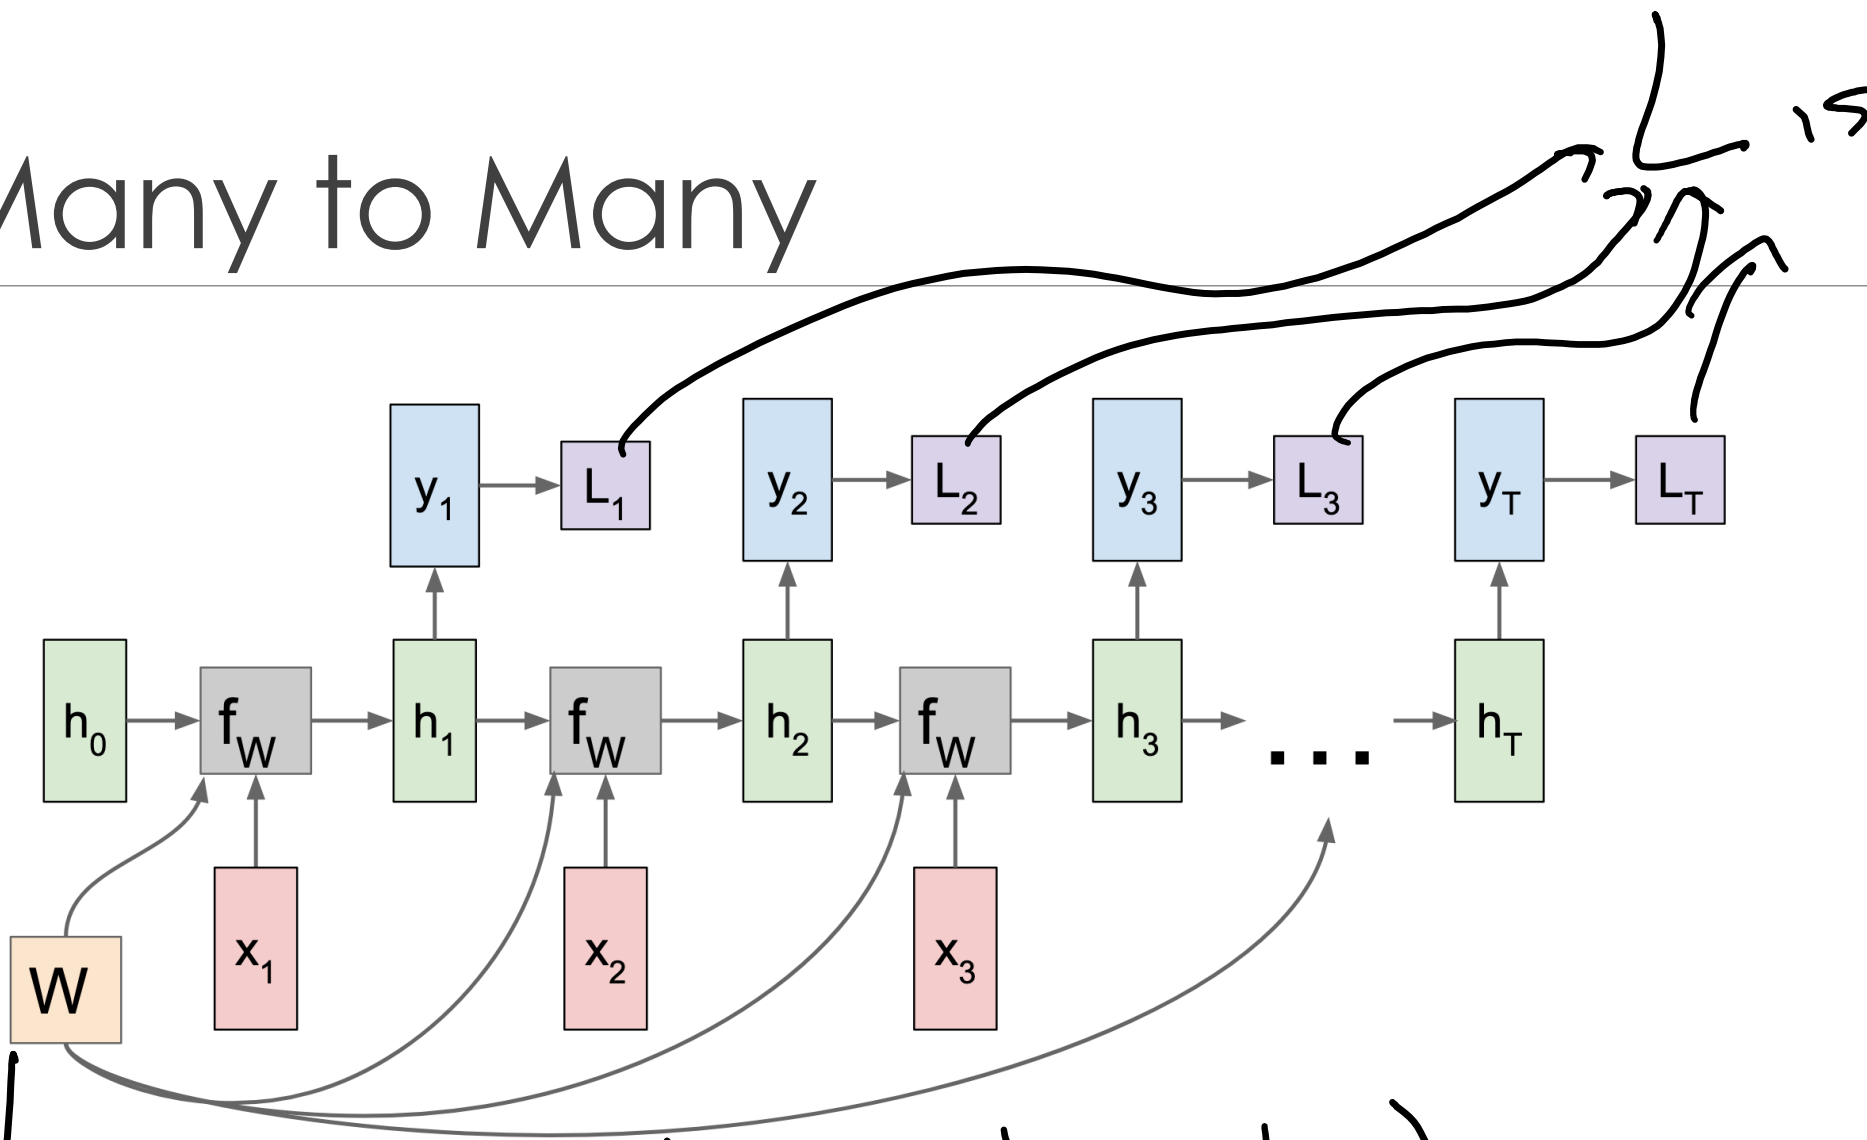 Many to Many
L is
y1 L1 y2 L2 y3 L3 yT LT
h0 fW h1 fW h2 fW h3 ... hT
W x1 x2 x3